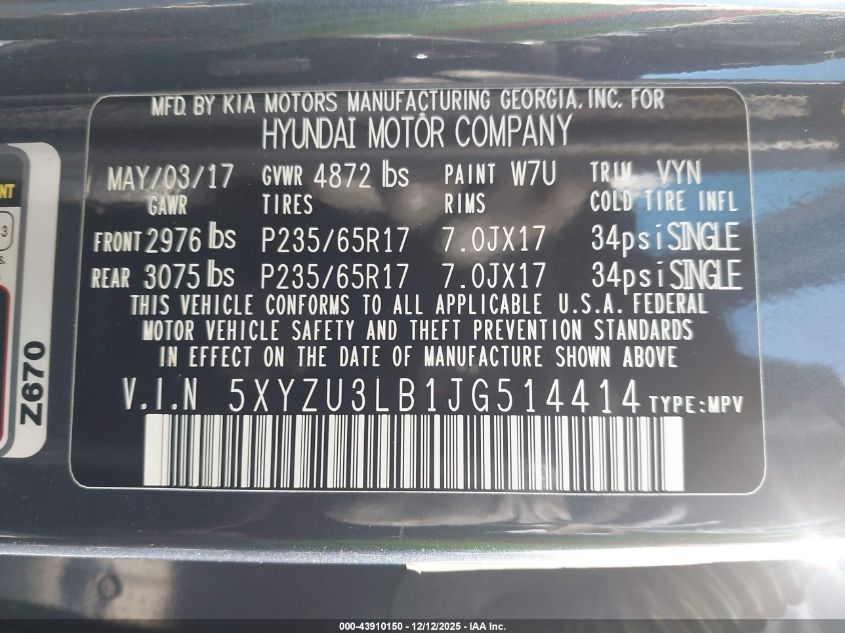 MFD. BY KIA MOTORS MANUFACTURING GEORGIA, INC. FOR
HYUNDAI MOTOR COMPANY
MAY/03/17 GVWR 4872 lbs PAINT W7U TRIM VYN
GAWR TIRES RIMS COLD TIRE INFL
FRONT 2976 lbs P235/65R17 7.0JX17 34psi SINGLE
REAR 3075 lbs P235/65R17 7.0JX17 34psi SINGLE
THIS VEHICLE CONFORMS TO ALL APPLICABLE U.S.A. FEDERAL
MOTOR VEHICLE SAFETY AND THEFT PREVENTION STANDARDS
IN EFFECT ON THE DATE OF MANUFACTURE SHOWN ABOVE
V.I.N 5XYZU3LB1JG514414 TYPE:MPV
Z670
000-43910150 - 12/12/2025 - IAA Inc.